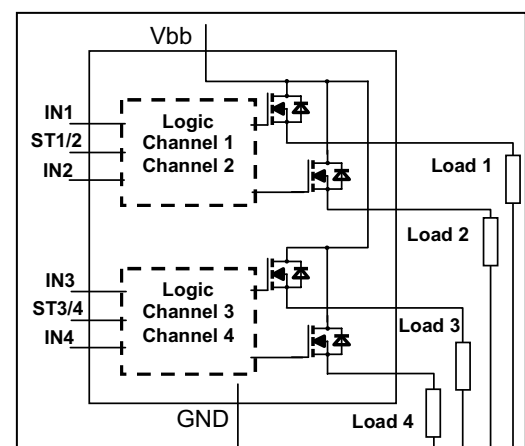 Vbb
IN1
ST1/2
IN2
Logic
Channel 1
Channel 2
Load 1
Load 2
IN3
ST3/4
IN4
Logic
Channel 3
Channel 4
Load 3
Load 4
GND